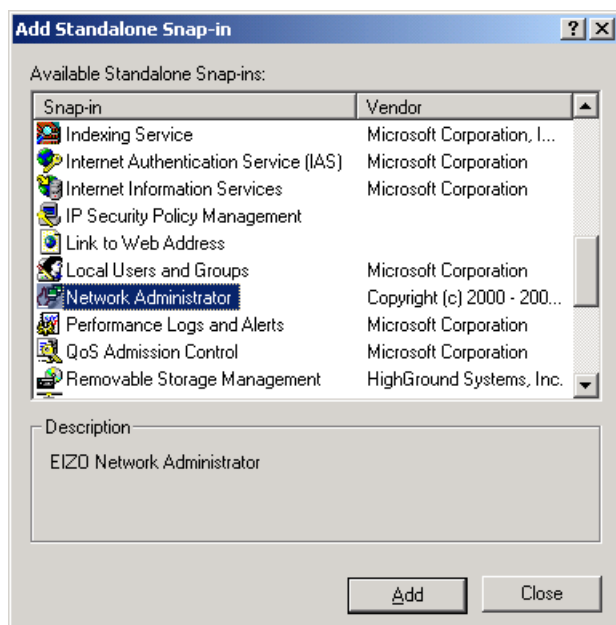 Add Standalone Snap-in
Available Standalone Snap-ins:
Snap-in Vendor
Indexing Service Microsoft Corporation, I...
Internet Authentication Service (IAS) Microsoft Corporation
Internet Information Services Microsoft Corporation
IP Security Policy Management
Link to Web Address
Local Users and Groups Microsoft Corporation
Network Administrator Copyright (c) 2000 - 200...
Performance Logs and Alerts Microsoft Corporation
QoS Admission Control Microsoft Corporation
Removable Storage Management HighGround Systems, Inc.
Description
EIZO Network Administrator
Add Close